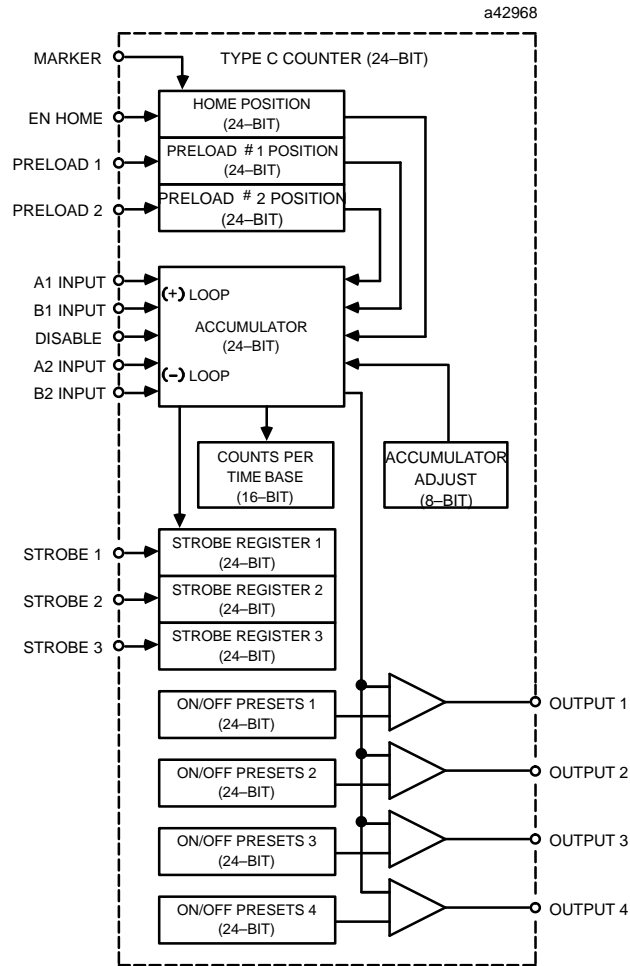 a42968
TYPE C COUNTER (24–BIT)
MARKER
EN HOME
HOME POSITION
(24–BIT)
PRELOAD 1
PRELOAD # 1 POSITION
(24–BIT)
PRELOAD 2
PRELOAD # 2 POSITION
(24–BIT)
A1 INPUT
(+) LOOP
B1 INPUT
DISABLE
ACCUMULATOR
(24–BIT)
A2 INPUT
(–) LOOP
B2 INPUT
COUNTS PER
TIME BASE
(16–BIT)
ACCUMULATOR
ADJUST
(8–BIT)
STROBE 1
STROBE REGISTER 1
(24–BIT)
STROBE 2
STROBE REGISTER 2
(24–BIT)
STROBE 3
STROBE REGISTER 3
(24–BIT)
ON/OFF PRESETS 1
(24–BIT)
OUTPUT 1
ON/OFF PRESETS 2
(24–BIT)
OUTPUT 2
ON/OFF PRESETS 3
(24–BIT)
OUTPUT 3
ON/OFF PRESETS 4
(24–BIT)
OUTPUT 4